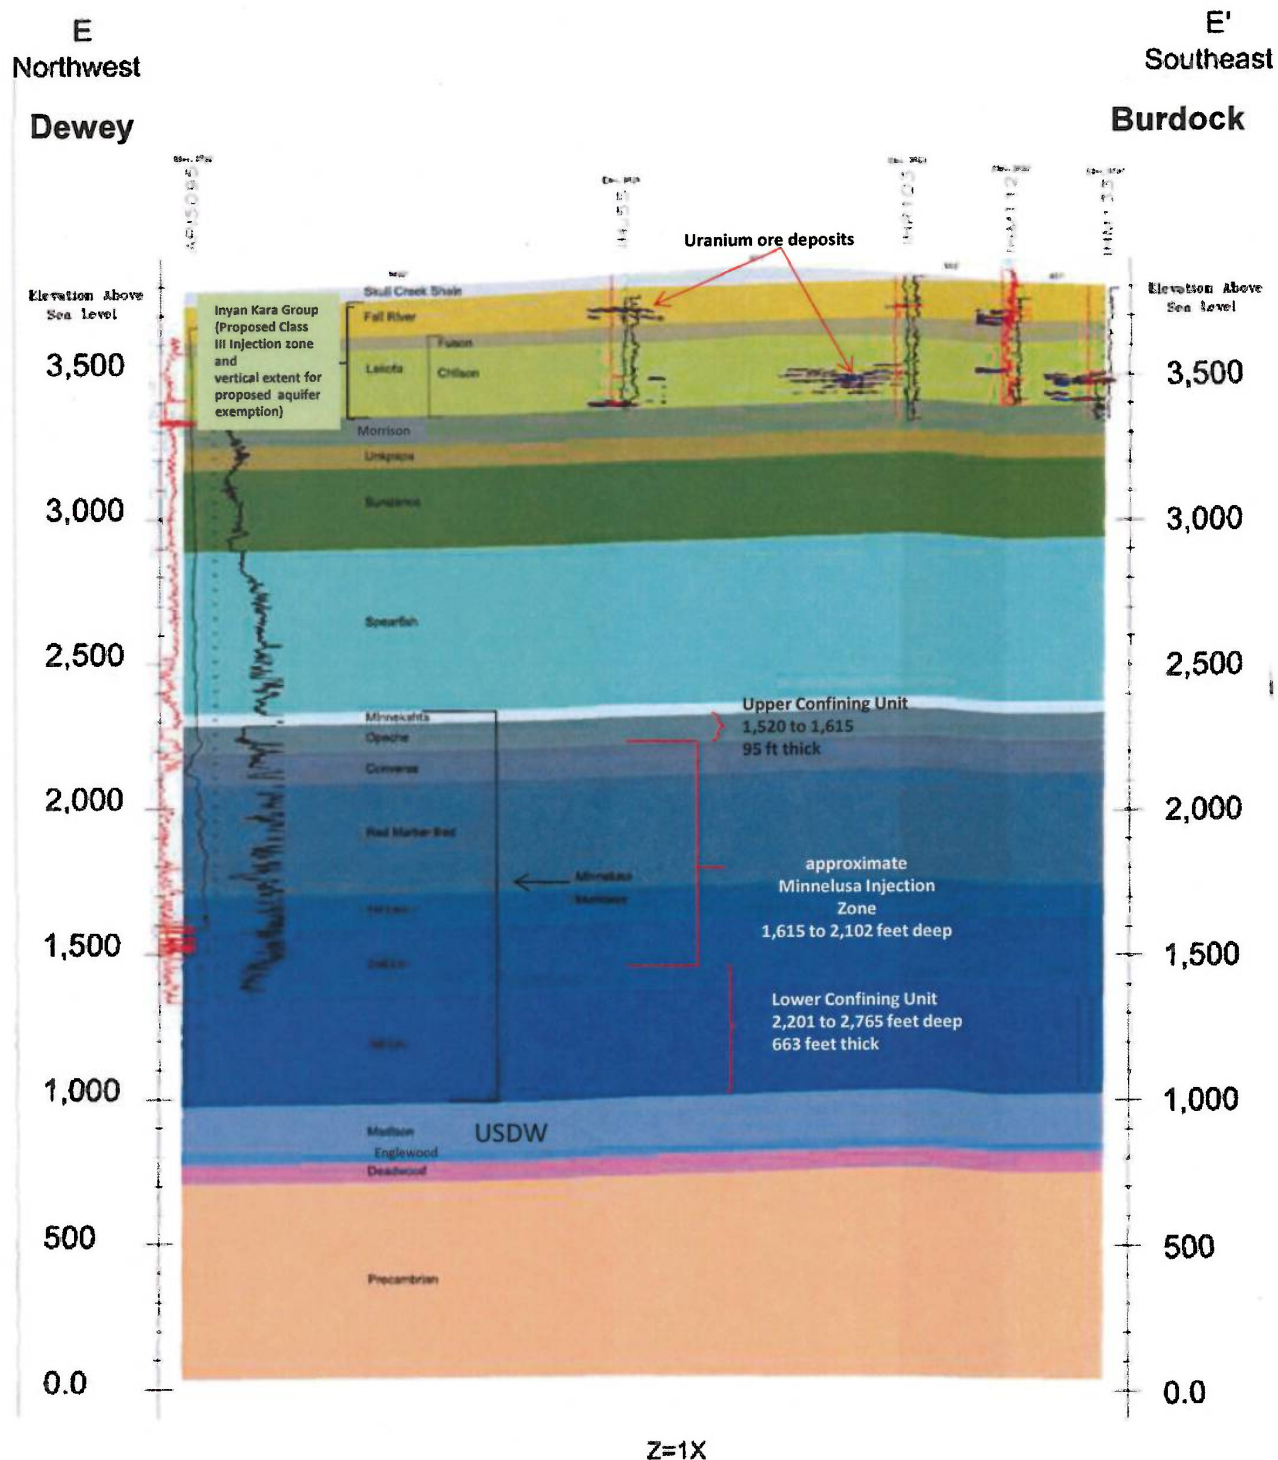 E
Northwest
Dewey
E'
Southeast
Burdock
Uranium ore deposits
Elevation Above
Sea Level
Elevation Above
Sea Level
Skull Creek Shale
Inyan Kara Group
(Proposed Class
III Injection zone
and
vertical extent for
proposed aquifer
exemption)
Fall River
Fuson
Lakota
Chilson
Morrison
Unkpapa
Sundance
Spearfish
Minnekahta
Opeche
Converse
Red Marker Bed
Minnelusa
Upper Confining Unit
1,520 to 1,615
95 ft thick
approximate
Minnelusa Injection
Zone
1,615 to 2,102 feet deep
Lower Confining Unit
2,201 to 2,765 feet deep
663 feet thick
Madison
USDW
Englewood
Deadwood
Precambrian
3,500
3,000
2,500
2,000
1,500
1,000
500
0.0
3,500
3,000
2,500
2,000
1,500
1,000
500
0.0
Z=1X